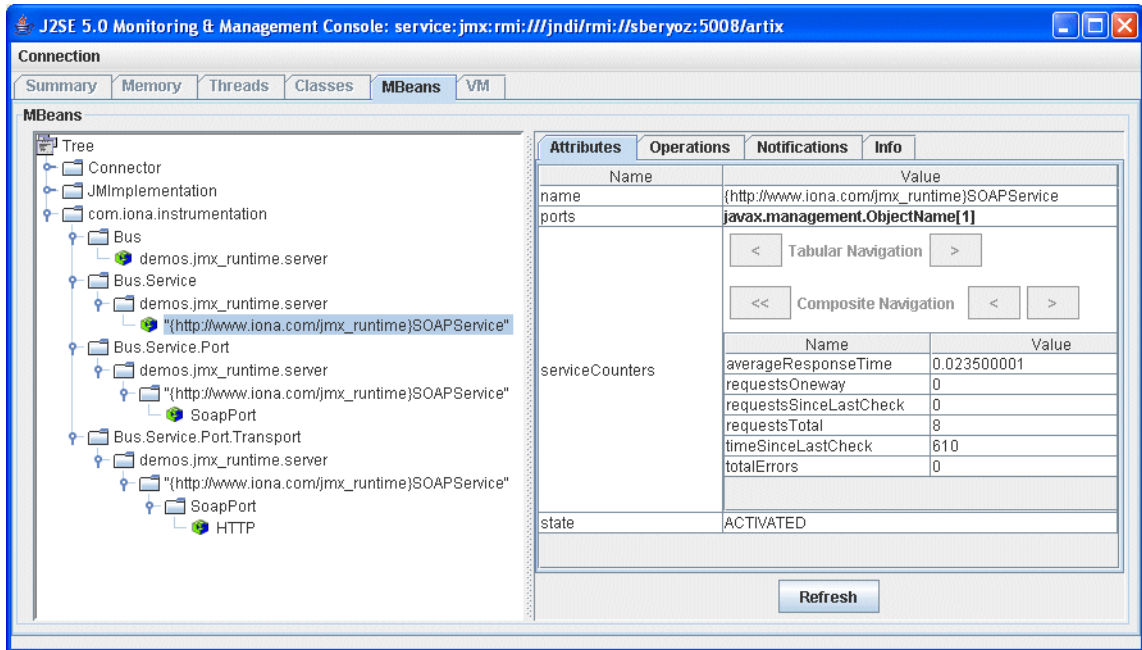 J2SE 5.0 Monitoring & Management Console: service:jmx:rmi:///jndi/rmi://sberyoz:5008/artix
Connection
Summary Memory Threads Classes MBeans VM
MBeans
Tree
Connector
JMImplementation
com.iona.instrumentation
Bus
demos.jmx_runtime.server
Bus.Service
demos.jmx_runtime.server
"{http://www.iona.com/jmx_runtime}SOAPService"
Bus.Service.Port
demos.jmx_runtime.server
"{http://www.iona.com/jmx_runtime}SOAPService"
SoapPort
Bus.Service.Port.Transport
demos.jmx_runtime.server
"{http://www.iona.com/jmx_runtime}SOAPService"
SoapPort
HTTP
Attributes Operations Notifications Info
Name Value
name {http://www.iona.com/jmx_runtime}SOAPService
ports javax.management.ObjectName[1]
serviceCounters
< Tabular Navigation >
<< Composite Navigation < >
Name Value
averageResponseTime 0.023500001
requestsOneway 0
requestsSinceLastCheck 0
requestsTotal 8
timeSinceLastCheck 610
totalErrors 0
state ACTIVATED
Refresh